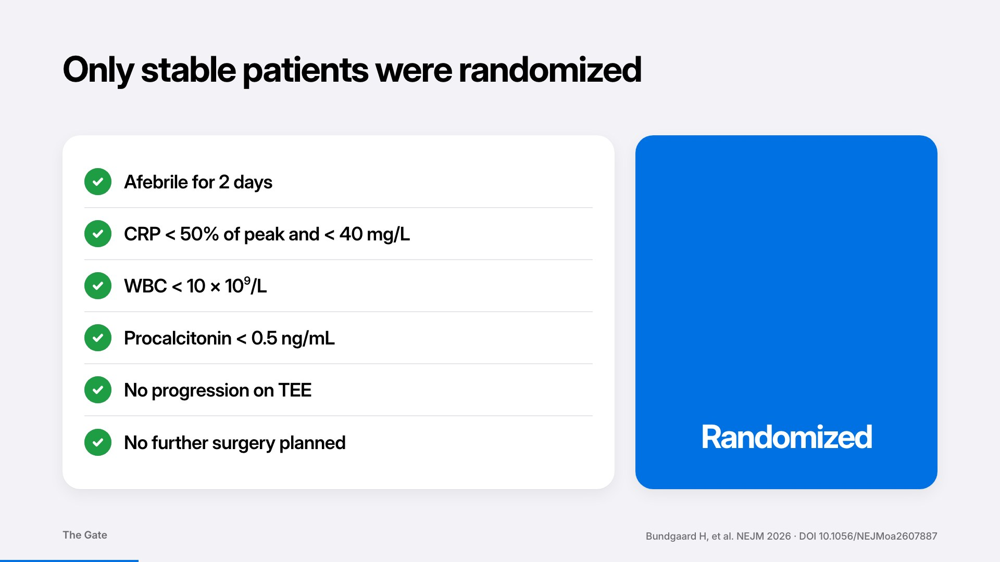 Only stable patients were randomized
Afebrile for 2 days
CRP < 50% of peak and < 40 mg/L
WBC < 10 × 10⁹/L
Procalcitonin < 0.5 ng/mL
No progression on TEE
No further surgery planned
Randomized
The Gate
Bundgaard H, et al. NEJM 2026 · DOI 10.1056/NEJMoa2607887